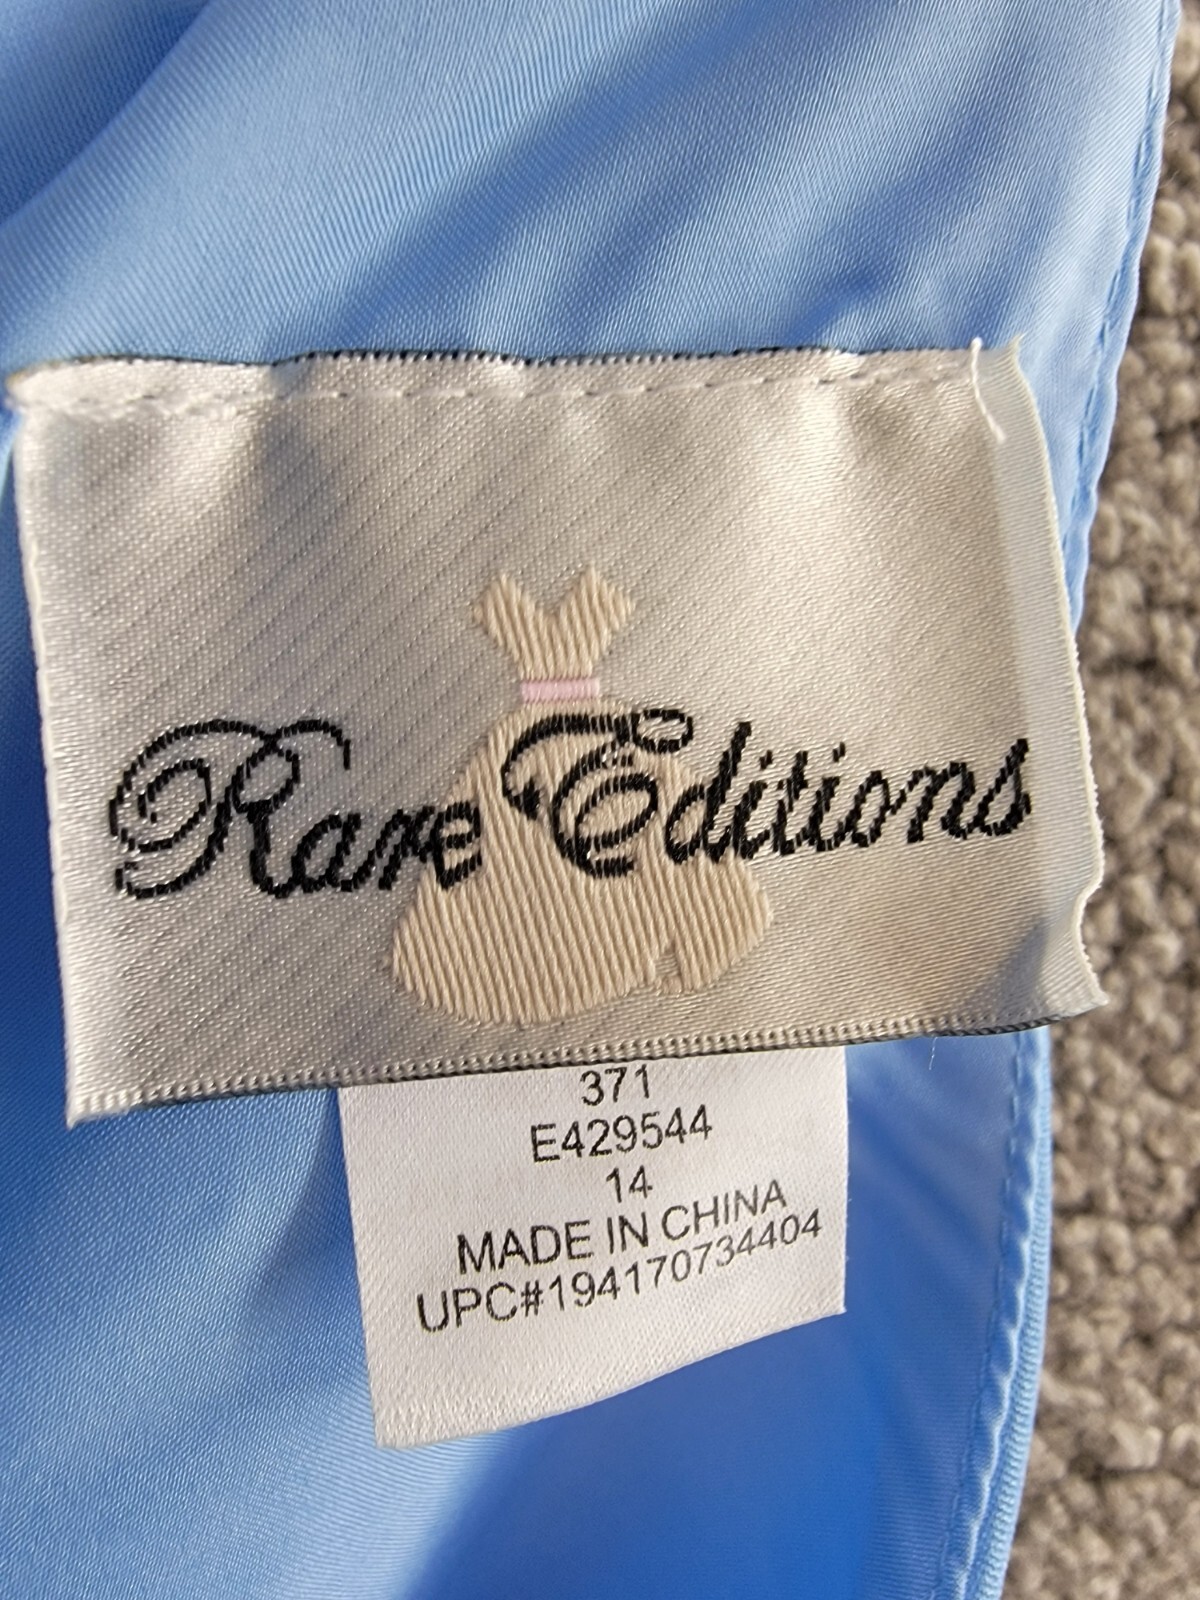 Rare Editions
371
E429544
14
MADE IN CHINA
UPC#194170734404